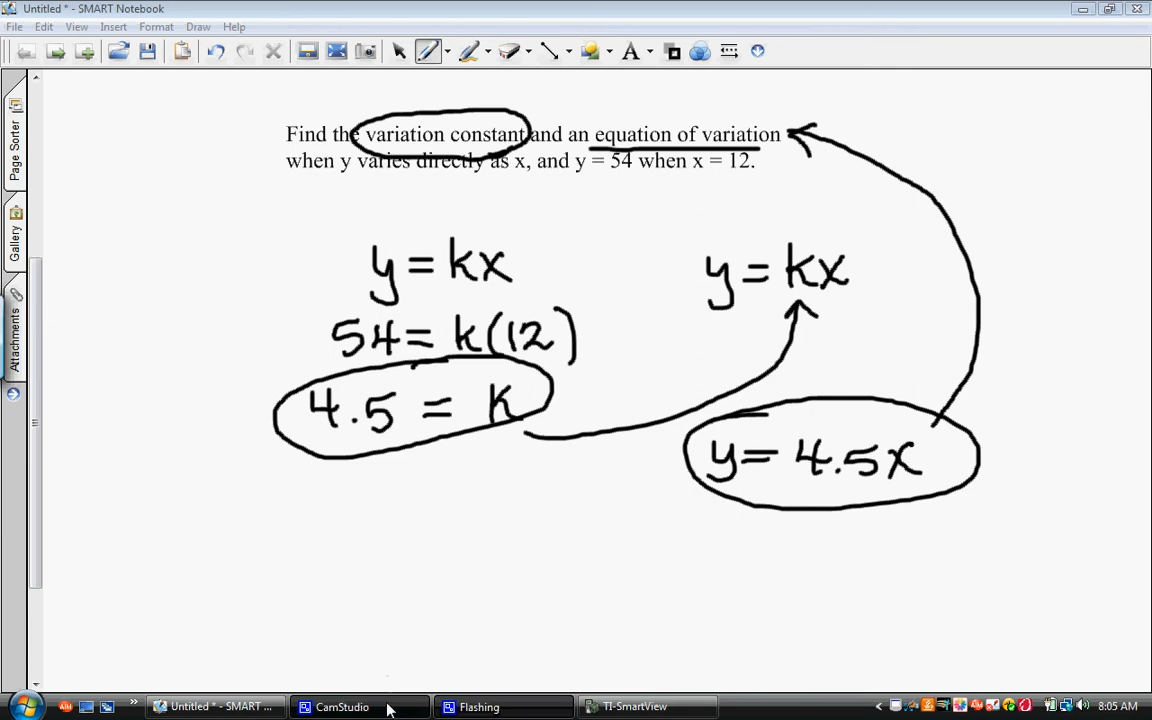 Untitled * - SMART Notebook
File Edit View Insert Format Draw Help
Page Sorter
Gallery
Attachments
Find the variation constant and an equation of variation
when y varies directly as x, and y = 54 when x = 12.
y = kx
54 = k(12)
4.5 = k
y = kx
y = 4.5x
Untitled * - SMART ...
CamStudio
Flashing
TI-SmartView
8:05 AM